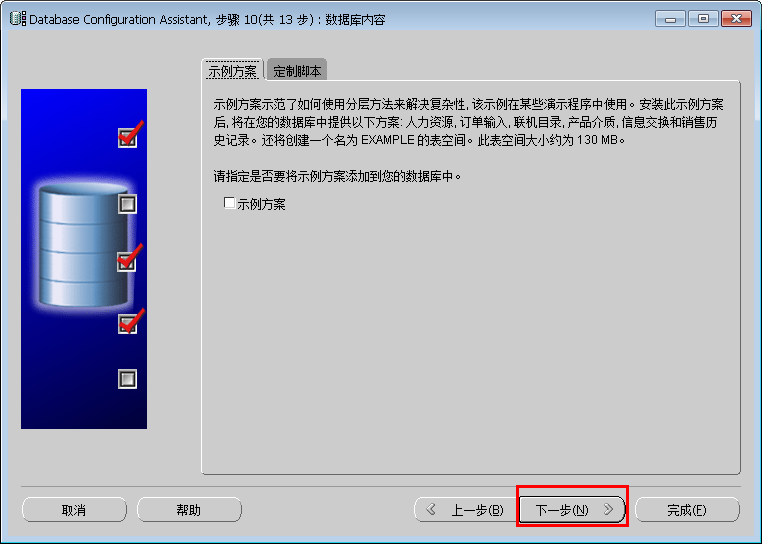 Database Configuration Assistant, 步骤 10(共 13 步) : 数据库内容
示例方案 定制脚本
示例方案示范了如何使用分层方法来解决复杂性, 该示例在某些演示程序中使用。安装此示例方案
后, 将在您的数据库中提供以下方案: 人力资源, 订单输入, 联机目录, 产品介质, 信息交换和销售历
史记录。还将创建一个名为 EXAMPLE 的表空间。此表空间大小约为 130 MB。
请指定是否要将示例方案添加到您的数据库中。
示例方案
取消 帮助 上一步(B) 下一步(N) 完成(F)